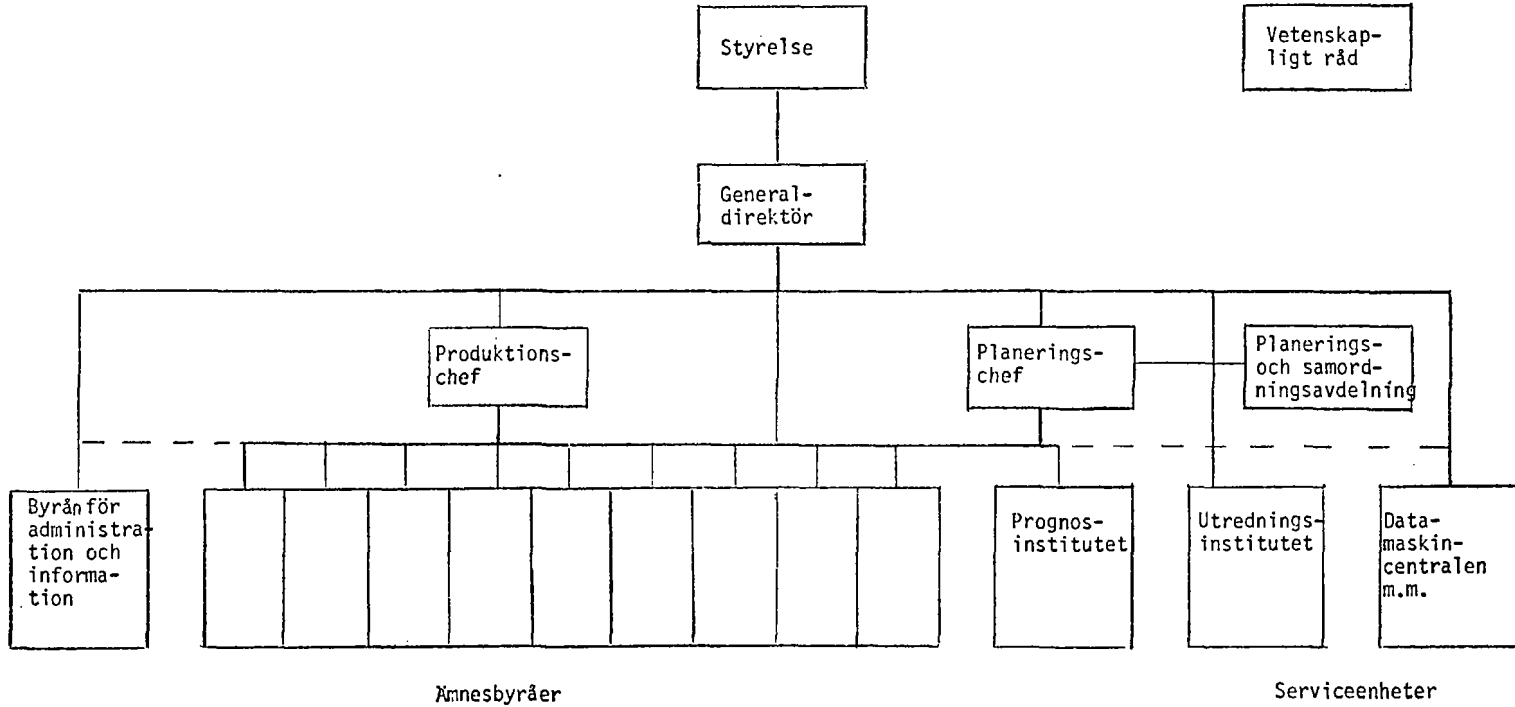 Styrelse
Vetenskap-
ligt råd
General-
direktör
Produktions-
chef
Planerings-
chef
Planerings-
och samord-
ningsavdelning
Byrån för
administra-
tion och
informa-
tion
Prognos-
institutet
Utrednings-
institutet
Data-
maskin-
centralen
m.m.
Ämnesbyråer
Serviceenheter